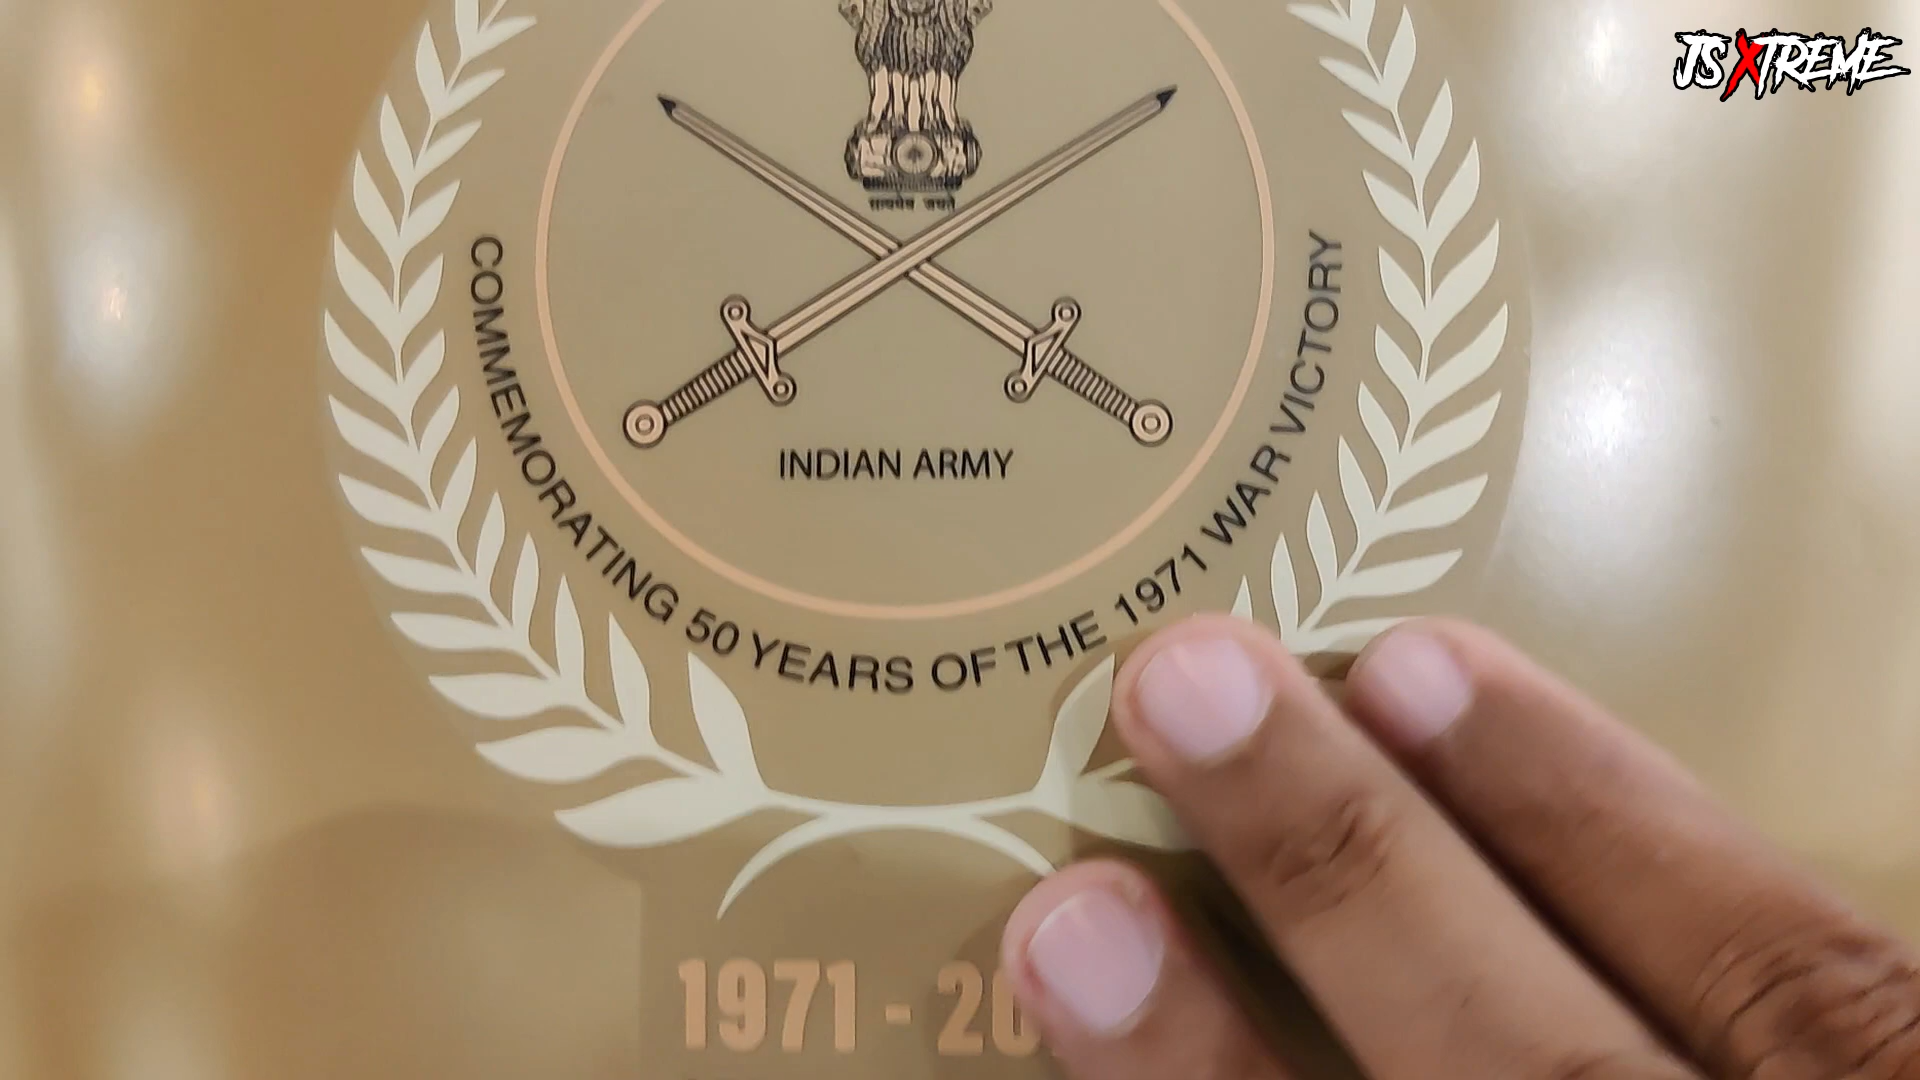 JS XTREME
सत्यमेव जयते
INDIAN ARMY
COMMEMORATING 50 YEARS OF THE 1971 WAR VICTORY
1971 - 20